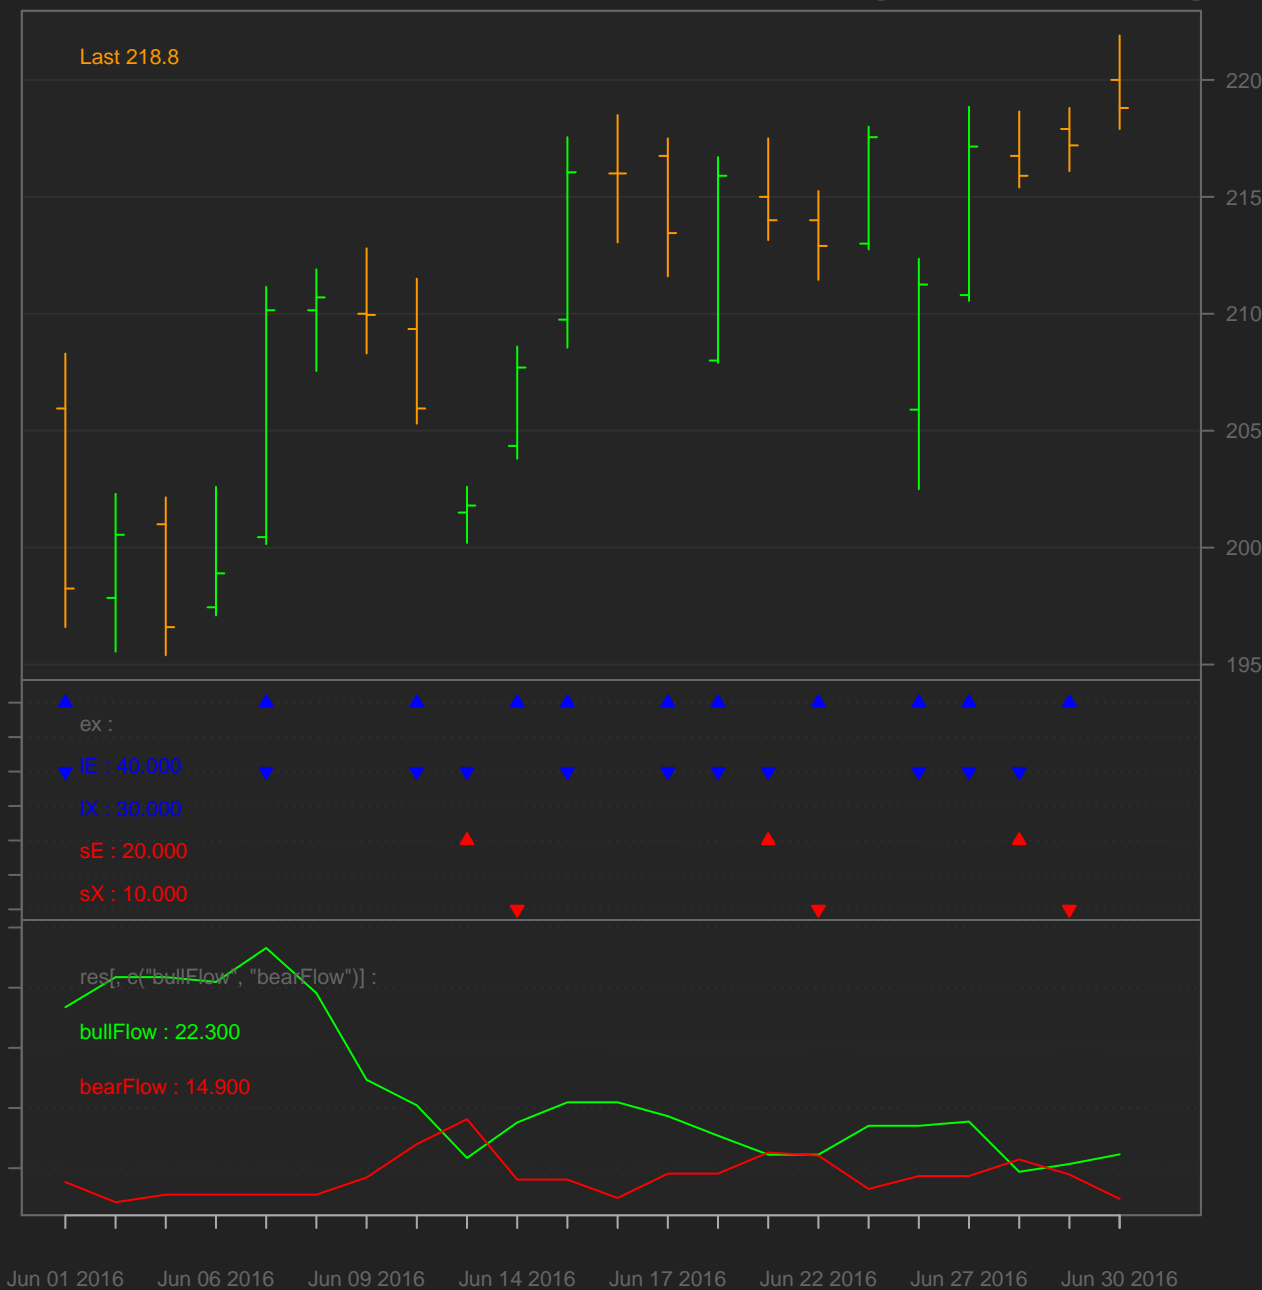 Last 218.8
220
215
210
205
200
195
ex :
lE : 40.000
lX : 30.000
sE : 20.000
sX : 10.000
res[, c("bullFlow", "bearFlow")] :
bullFlow : 22.300
bearFlow : 14.900
Jun 01 2016 Jun 06 2016 Jun 09 2016 Jun 14 2016 Jun 17 2016 Jun 22 2016 Jun 27 2016 Jun 30 2016